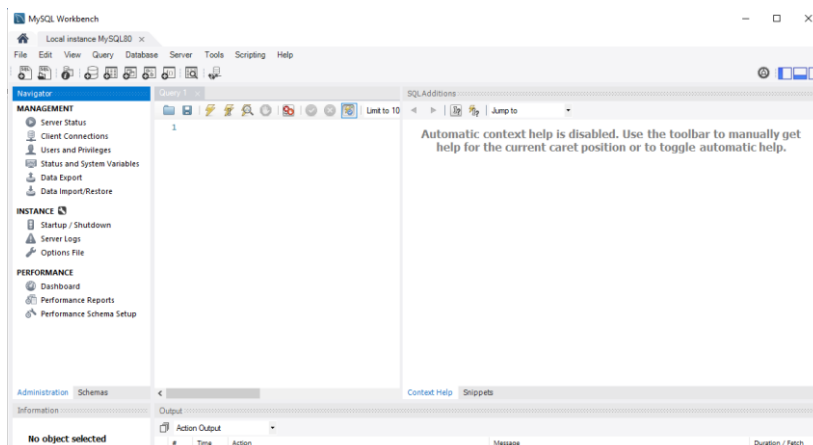 MySQL Workbench
Local instance MySQL80
File Edit View Query Database Server Tools Scripting Help
Navigator
MANAGEMENT
Server Status
Client Connections
Users and Privileges
Status and System Variables
Data Export
Data Import/Restore
INSTANCE
Startup / Shutdown
Server Logs
Options File
PERFORMANCE
Dashboard
Performance Reports
Performance Schema Setup
Administration Schemas
Information
No object selected
Query 1
Limit to 10
1
SQLAdditions
Jump to
Automatic context help is disabled. Use the toolbar to manually get
help for the current caret position or to toggle automatic help.
Context Help Snippets
Output
Action Output
# Time Action Message Duration / Fetch